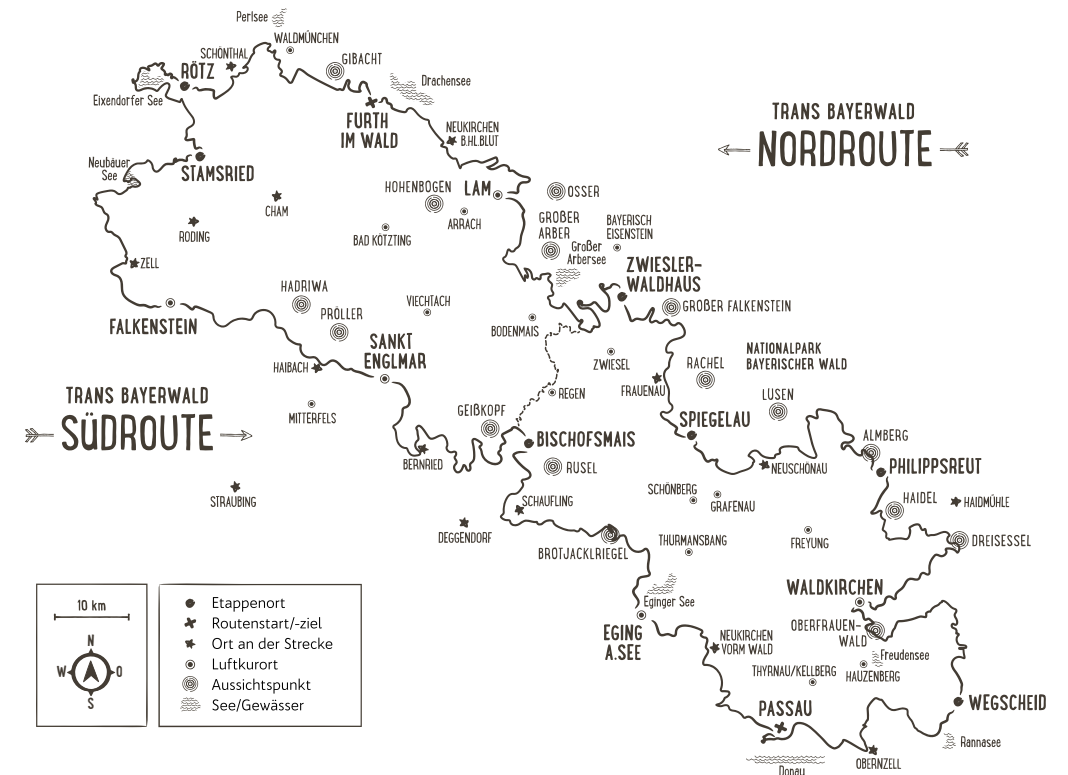 Perlsee
WALDMÜNCHEN
SCHÖNTHAL
GIBACHT
RÖTZ
Drachensee
Eixendorfer See
FURTH
IM WALD
NEUKIRCHEN
B.HL.BLUT
TRANS BAYERWALD
NORDROUTE
Neubäuer
See
STAMSRIED
HOHENBOGEN
LAM
OSSER
CHAM
ARRACH
RODING
BAD KÖTZTING
GROßER
ARBER
BAYERISCH
EISENSTEIN
Großer
Arbersee
ZELL
ZWIESLER-
WALDHAUS
HADRIWA
GROßER FALKENSTEIN
FALKENSTEIN
PRÖLLER
VIECHTACH
BODENMAIS
SANKT
ENGLMAR
ZWIESEL
NATIONALPARK
BAYERISCHER WALD
HAIBACH
RACHEL
FRAUENAU
REGEN
LUSEN
TRANS BAYERWALD
SÜDROUTE
MITTERFELS
GEIßKOPF
SPIEGELAU
BISCHOFSMAIS
ALMBERG
BERNRIED
RUSEL
NEUSCHÖNAU
PHILIPPSREUT
STRAUBING
SCHÖNBERG
GRAFENAU
HAIDEL
HAIDMÜHLE
SCHAUFLING
DEGGENDORF
BROTJACKLRIEGEL
THURMANSBANG
FREYUNG
DREISESSEL
WALDKIRCHEN
Eginger See
EGING
A.SEE
OBERFRAUEN-
WALD
NEUKIRCHEN
VORM WALD
Freudensee
THYRNAU/KELLBERG
HAUZENBERG
PASSAU
WEGSCHEID
Rannasee
OBERNZELL
Donau
10 km
N
W
O
S
Etappenort
Routenstart/-ziel
Ort an der Strecke
Luftkurort
Aussichtspunkt
See/Gewässer